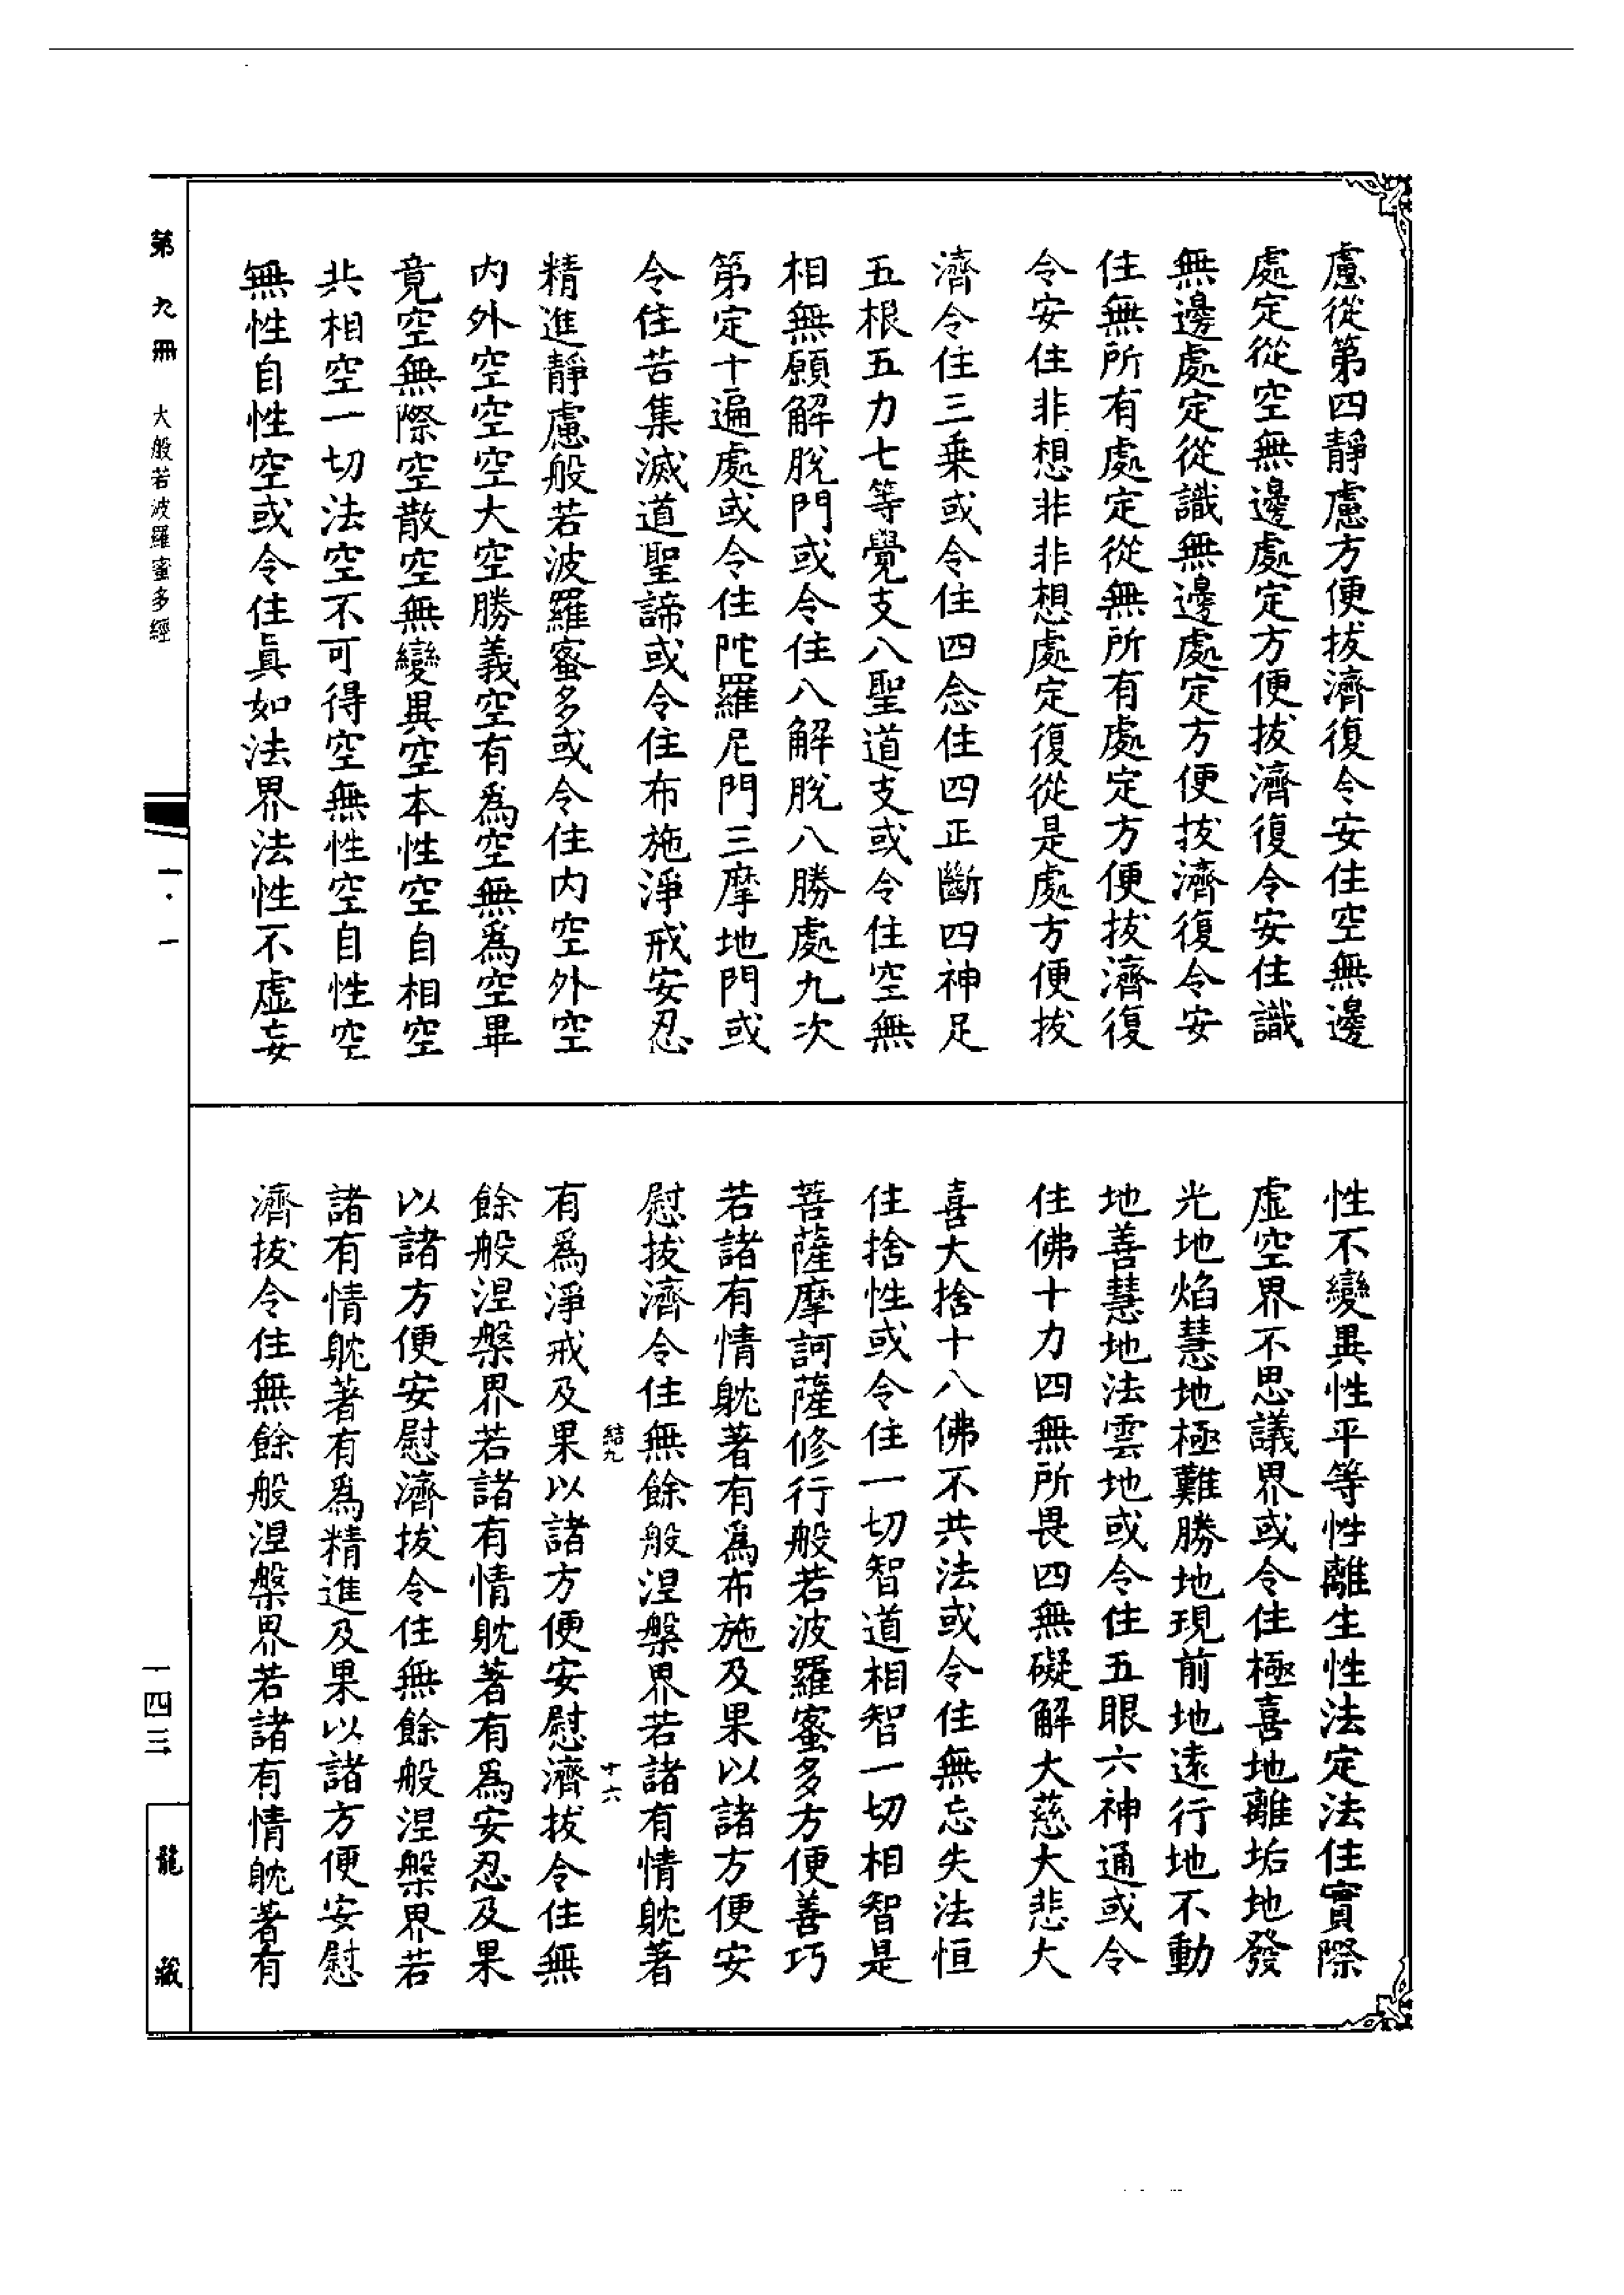 慮從第四靜慮方便拔濟復令安住空無邊
處定從空無邊處定方便拔濟復令安住識
無邊處定從識無邊處定方便拔濟復令安
住無所有處定從無所有處定方便拔濟復
令安住非想非非想處定復從是處方便拔
濟令住三乗或令住四念住四正斷四神足
五根五力七等覺支八聖道支或令住空無
相無願解脫門或令住八解脫八勝處九次
第定十遍處或令住陀羅尼門三摩地門或
令住苦集滅道聖諦或令住布施淨戒安忍
精進靜慮般若波羅蜜多或令住內空外空
內外空空空大空勝義空有爲空無爲空畢
竟空無際空散空無變異空本性空自相空
共相空一切法空不可得空無性空自性空
無性自性空或令住眞如法界法性不虛妄
性不變異性平等性離生性法定法住實際
虛空界不思議界或令住極喜地離垢地發
光地焰慧地極難勝地現前地遠行地不動
地善慧地法雲地或令住五眼六神通或令
住佛十力四無所畏四無礙解大慈大悲大
喜大捨十八佛不共法或令住無忘失法恒
住捨性或令住一切智道相智一切相智是
菩薩摩訶薩修行般若波羅蜜多方便善巧
若諸有情躭著有爲布施及果以諸方便安
慰拔濟令住無餘般涅槃界若諸有情躭著
結九
十六
有爲淨戒及果以諸方便安慰濟拔令住無
餘般涅槃界若諸有情躭著有爲安忍及果
以諸方便安慰濟拔令住無餘般涅槃界若
諸有情躭著有爲精進及果以諸方便安慰
濟拔令住無餘般涅槃界若諸有情躭著有
第九冊
大般若波羅蜜多經
一·一
一四三
龍藏